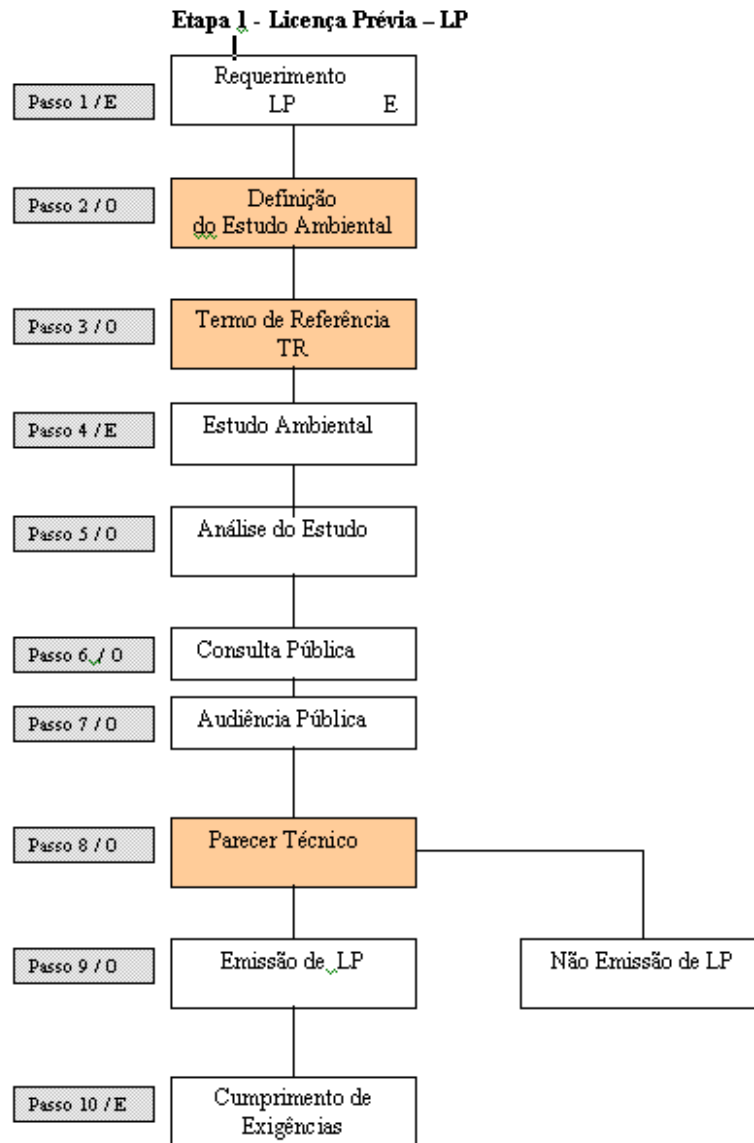 Etapa 1 - Licença Prévia – LP
Passo 1 / E
Requerimento
LP E
Passo 2 / O
Definição
do Estudo Ambiental
Passo 3 / O
Termo de Referência
TR
Passo 4 / E
Estudo Ambiental
Passo 5 / O
Análise do Estudo
Passo 6 / O
Consulta Pública
Passo 7 / O
Audiência Pública
Passo 8 / O
Parecer Técnico
Passo 9 / O
Emissão de LP
Não Emissão de LP
Passo 10 / E
Cumprimento de
Exigências